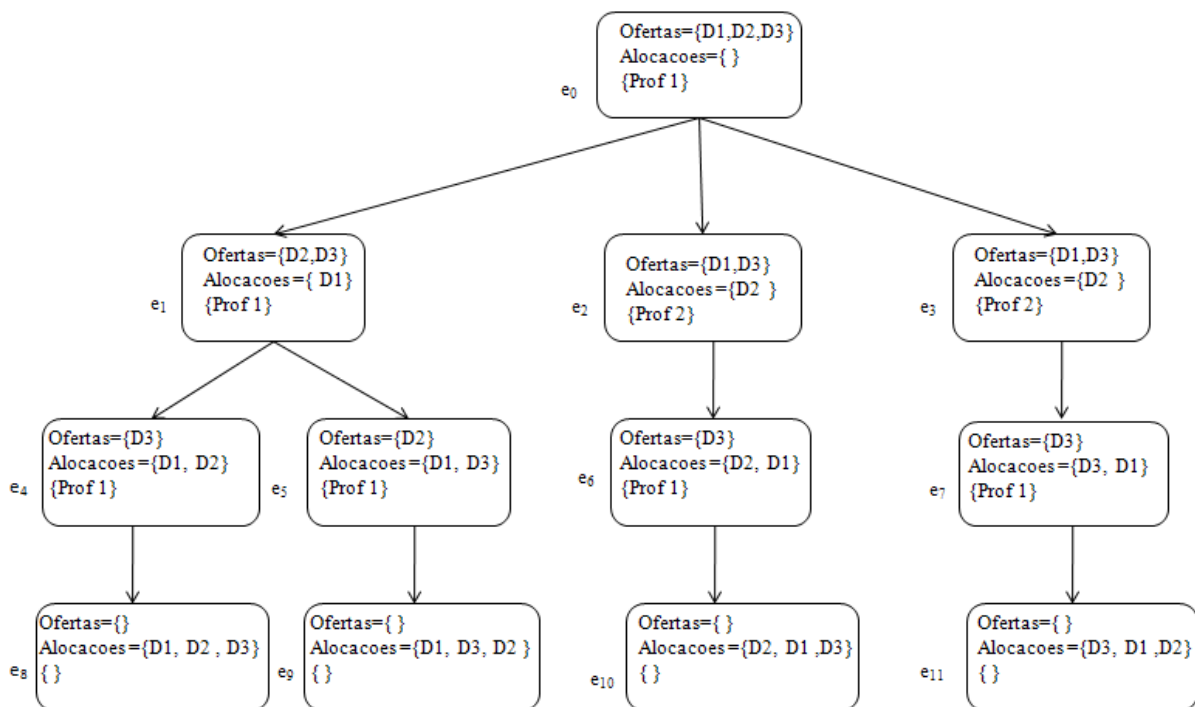 Ofertas={D1,D2,D3}
Alocacoes={ }
{Prof 1}
e0
Ofertas={D2,D3}
Alocacoes={ D1}
{Prof 1}
e1
Ofertas={D1,D3}
Alocacoes={D2 }
{Prof 2}
e2
Ofertas={D1,D3}
Alocacoes={D2 }
{Prof 2}
e3
Ofertas={D3}
Alocacoes={D1, D2}
{Prof 1}
e4
Ofertas={D2}
Alocacoes={D1, D3}
{Prof 1}
e5
Ofertas={D3}
Alocacoes={D2, D1}
{Prof 1}
e6
Ofertas={D3}
Alocacoes={D3, D1}
{Prof 1}
e7
Ofertas={}
Alocacoes={D1, D2 , D3}
{ }
e8
Ofertas={ }
Alocacoes={D1, D3, D2 }
{ }
e9
Ofertas={ }
Alocacoes={D2, D1 ,D3}
{ }
e10
Ofertas={ }
Alocacoes={D3, D1 ,D2}
{ }
e11